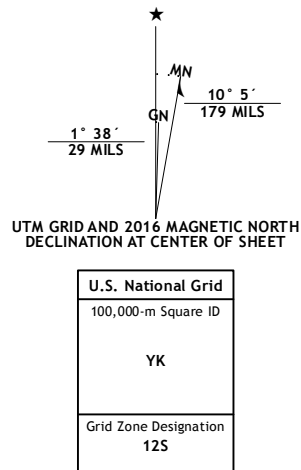 ★
MN
GN
10° 5´
179 MILS
1° 38´
29 MILS
UTM GRID AND 2016 MAGNETIC NORTH
DECLINATION AT CENTER OF SHEET
U.S. National Grid
100,000-m Square ID
YK
Grid Zone Designation
12S